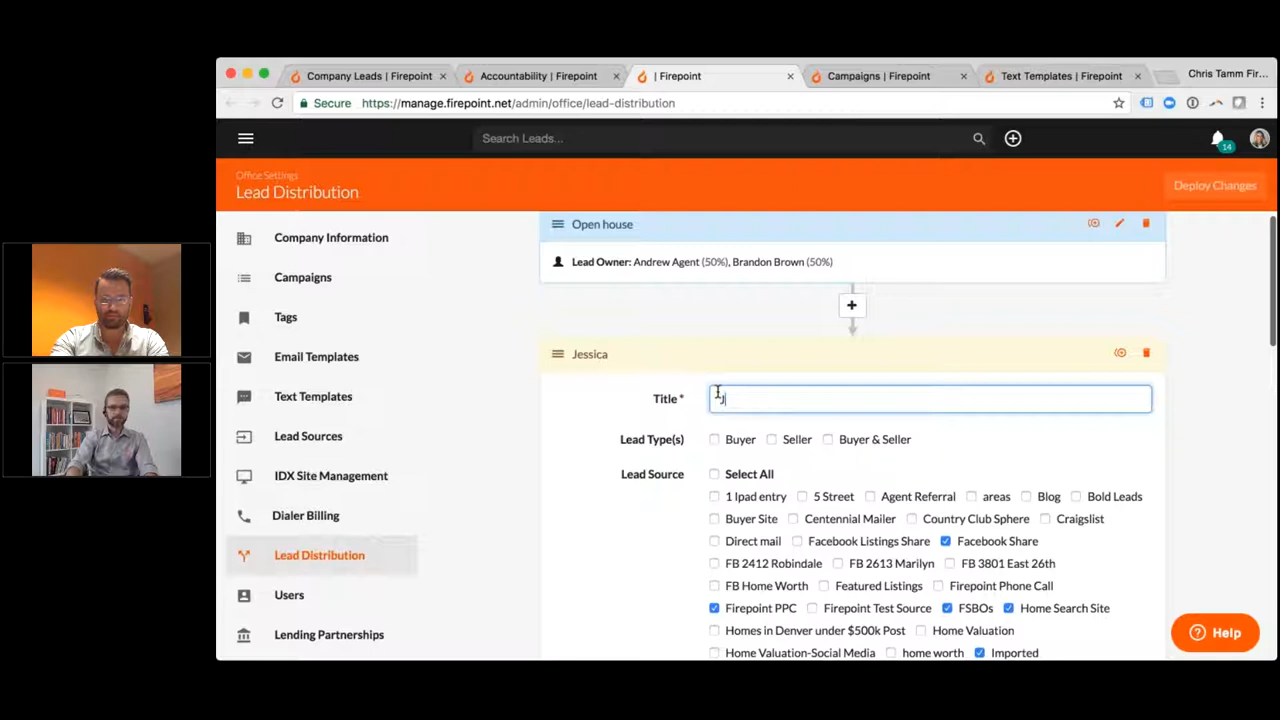 Company Leads | Firepoint
Accountability | Firepoint
| Firepoint
Campaigns | Firepoint
Text Templates | Firepoint
Chris Tamm Fir...
Secure
https://manage.firepoint.net/admin/office/lead-distribution
Search Leads...
14
Office Settings
Lead Distribution
Deploy Changes
Company Information
Campaigns
Tags
Email Templates
Text Templates
Lead Sources
IDX Site Management
Dialer Billing
Lead Distribution
Users
Lending Partnerships
Open house
Lead Owner: Andrew Agent (50%), Brandon Brown (50%)
+
Jessica
Title* J
Lead Type(s) Buyer Seller Buyer & Seller
Lead Source Select All
1 Ipad entry 5 Street Agent Referral areas Blog Bold Leads
Buyer Site Centennial Mailer Country Club Sphere Craigslist
Direct mail Facebook Listings Share Facebook Share
FB 2412 Robindale FB 2613 Marilyn FB 3801 East 26th
FB Home Worth Featured Listings Firepoint Phone Call
Firepoint PPC Firepoint Test Source FSBOs Home Search Site
Homes in Denver under $500k Post Home Valuation
Home Valuation-Social Media home worth Imported
Help